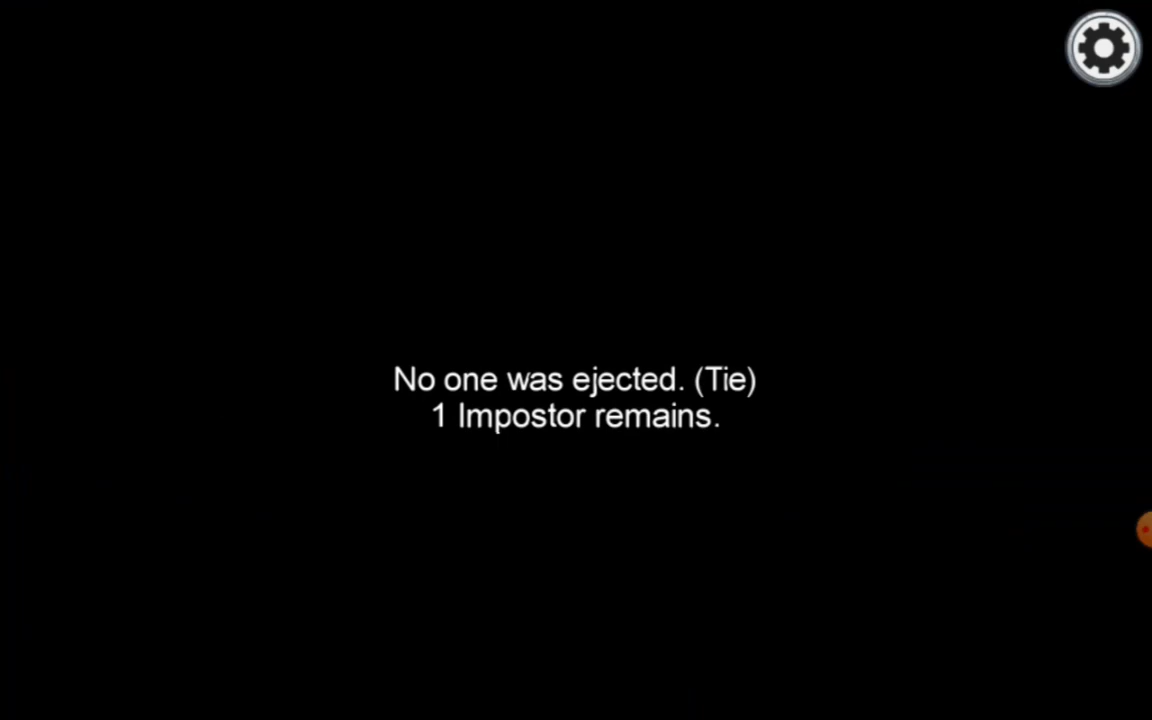 No one was ejected. (Tie)
1 Impostor remains.